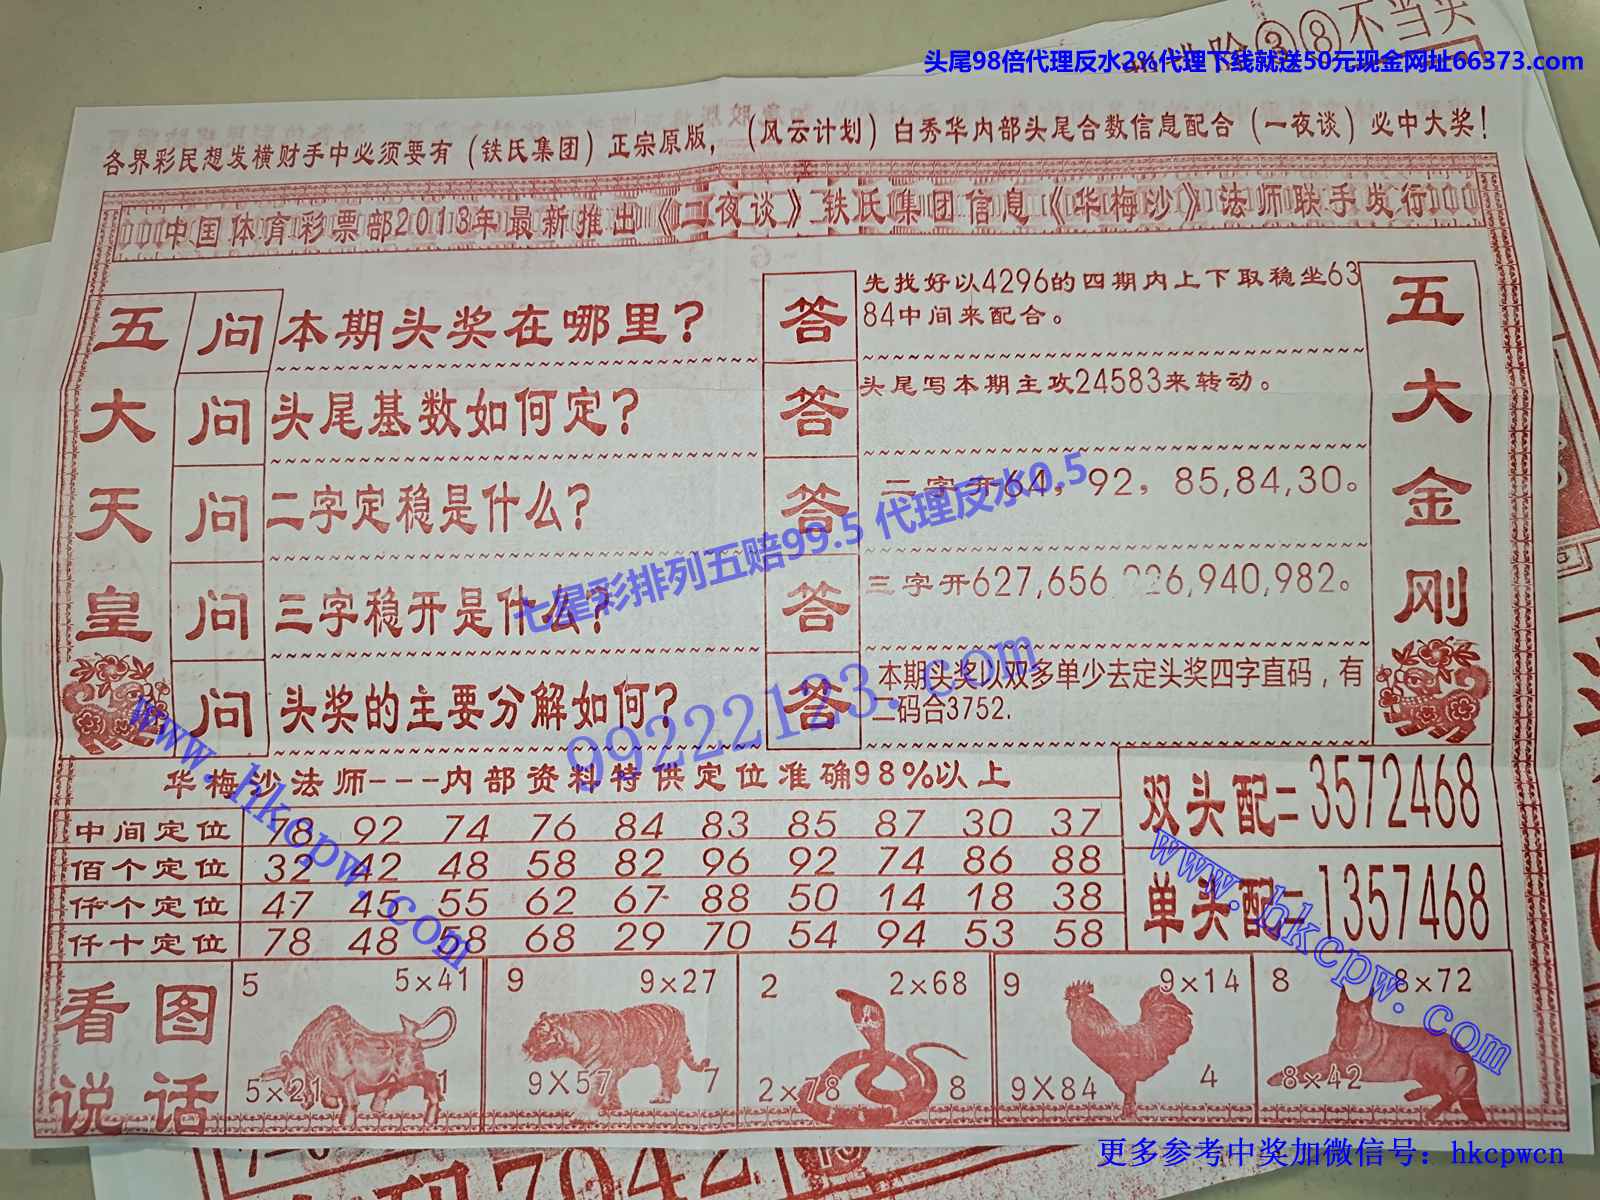 头尾98倍代理反水2%代理下线就送50元现金网址66373.com
③⑧不当头
各界彩民想发横财手中必须要有（铁氏集团）正宗原版，（风云计划）白秀华内部头尾合数信息配合（一夜谈）必中大奖！
中国体育彩票部2013年最新推出《一夜谈》铁氏集团信息《华梅沙》法师联手发行
五大天皇
问 本期头奖在哪里？
答 先找好以4296的四期内上下取稳坐63
84中间来配合。
问 头尾基数如何定？
答 头尾写本期主攻24583来转动。
问 二字定稳是什么？
答 二字开64，92，85,84,30。
问 三字稳开是什么？
答 三字开627,656 226,940,982。
问 头奖的主要分解如何？
答 本期头奖以双多单少去定头奖四字直码，有
二码合3752.
五大金刚
七星彩排列五赔99.5 代理反水0.5
99222123.com
www.hkcpw.com
华梅沙法师---内部资料特供定位准确98%以上
中间定位 78 92 74 76 84 83 85 87 30 37
佰个定位 32 42 48 58 82 96 92 74 86 88
仟个定位 47 45 55 62 67 88 50 14 18 38
仟十定位 78 48 58 68 29 70 54 94 53 58
双头配=3572468
单头配=1357468
www.hkcpw.com
看图
说话
5 5×41
5×21 1
9 9×27
9×57 7
2 2×68
2×78 8
9 9×14
9×84 4
8 8×72
8×42 2
更多参考中奖加微信号：hkcpwcn
7042